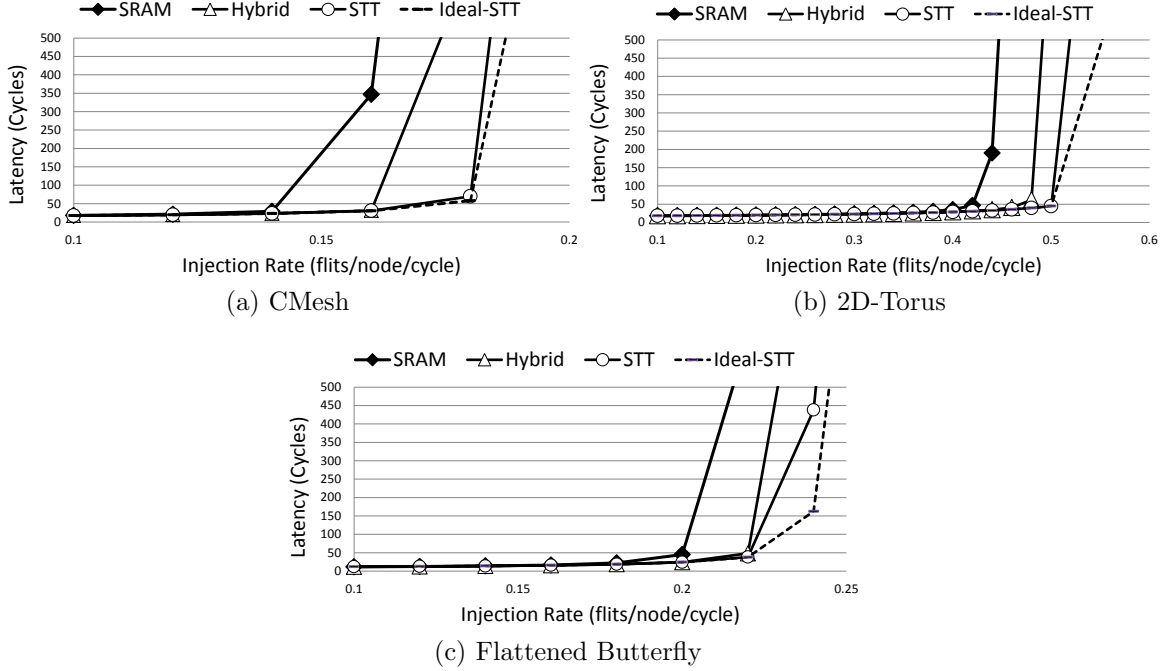 SRAM Hybrid STT Ideal-STT
500
450
400
350
300
250
200
150
100
50
0
Latency (Cycles)
0.1 0.15 0.2
Injection Rate (flits/node/cycle)
(a) CMesh
SRAM Hybrid STT Ideal-STT
500
450
400
350
300
250
200
150
100
50
0
Latency (Cycles)
0.1 0.2 0.3 0.4 0.5 0.6
Injection Rate (flits/node/cycle)
(b) 2D-Torus
SRAM Hybrid STT Ideal-STT
500
450
400
350
300
250
200
150
100
50
0
Latency (Cycles)
0.1 0.15 0.2 0.25
Injection Rate (flits/node/cycle)
(c) Flattened Butterfly